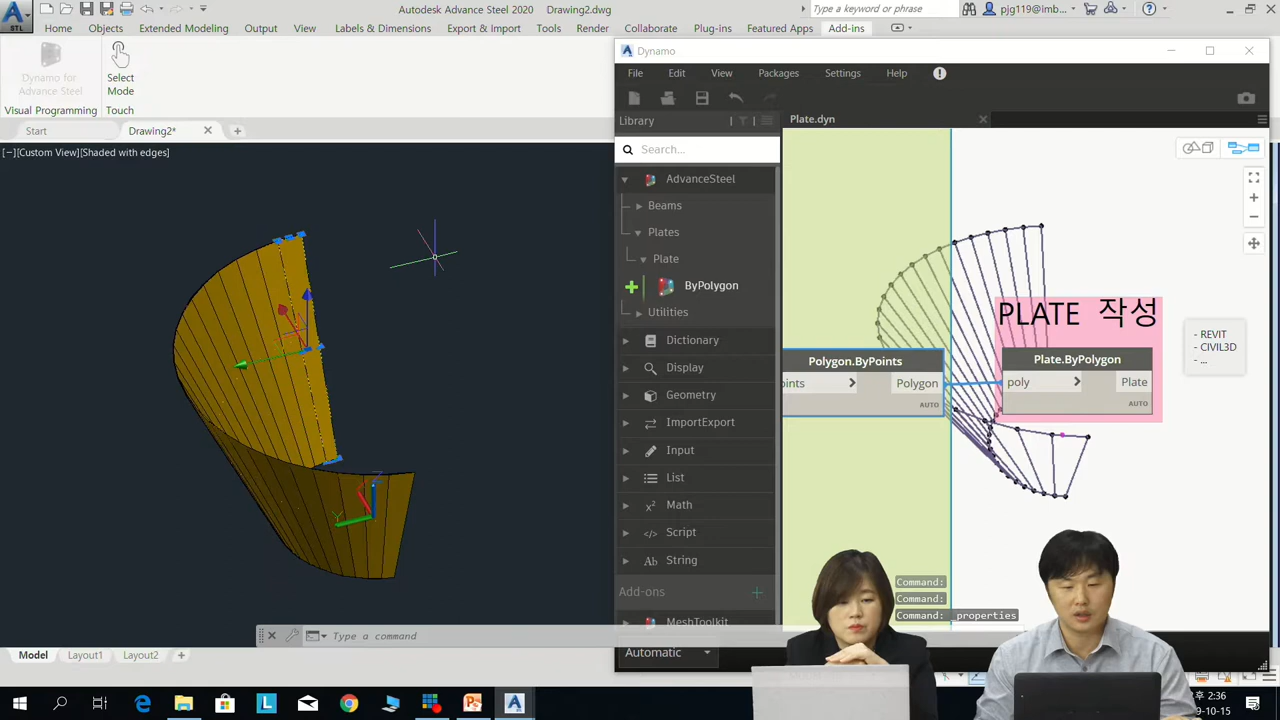 STL
Autodesk Advance Steel 2020 Drawing2.dwg
Type a keyword or phrase
pjg119@imb...
Home
Objects
Extended Modeling
Output
View
Labels & Dimensions
Export & Import
Tools
Render
Collaborate
Plug-ins
Featured Apps
Add-ins
Dynamo for
Advance Steel
Select
Mode
Visual Programming
Touch
Start
Drawing2*
[−][Custom View][Shaded with edges]
Dynamo
File
Edit
View
Packages
Settings
Help
Library
Plate.dyn
Search...
AdvanceSteel
Beams
Plates
Plate
ByPolygon
Utilities
Dictionary
Display
Geometry
ImportExport
Input
List
Math
Script
String
Add-ons
MeshToolkit
Automatic
PLATE 작성
Polygon.ByPoints
oints
Polygon
AUTO
Plate.ByPolygon
poly
Plate
AUTO
- REVIT
- CIVIL3D
- ...
Y
Z
Command:
Command:
Command: _properties
Type a command
Model
Layout1
Layout2
후 2:36
9-10-15